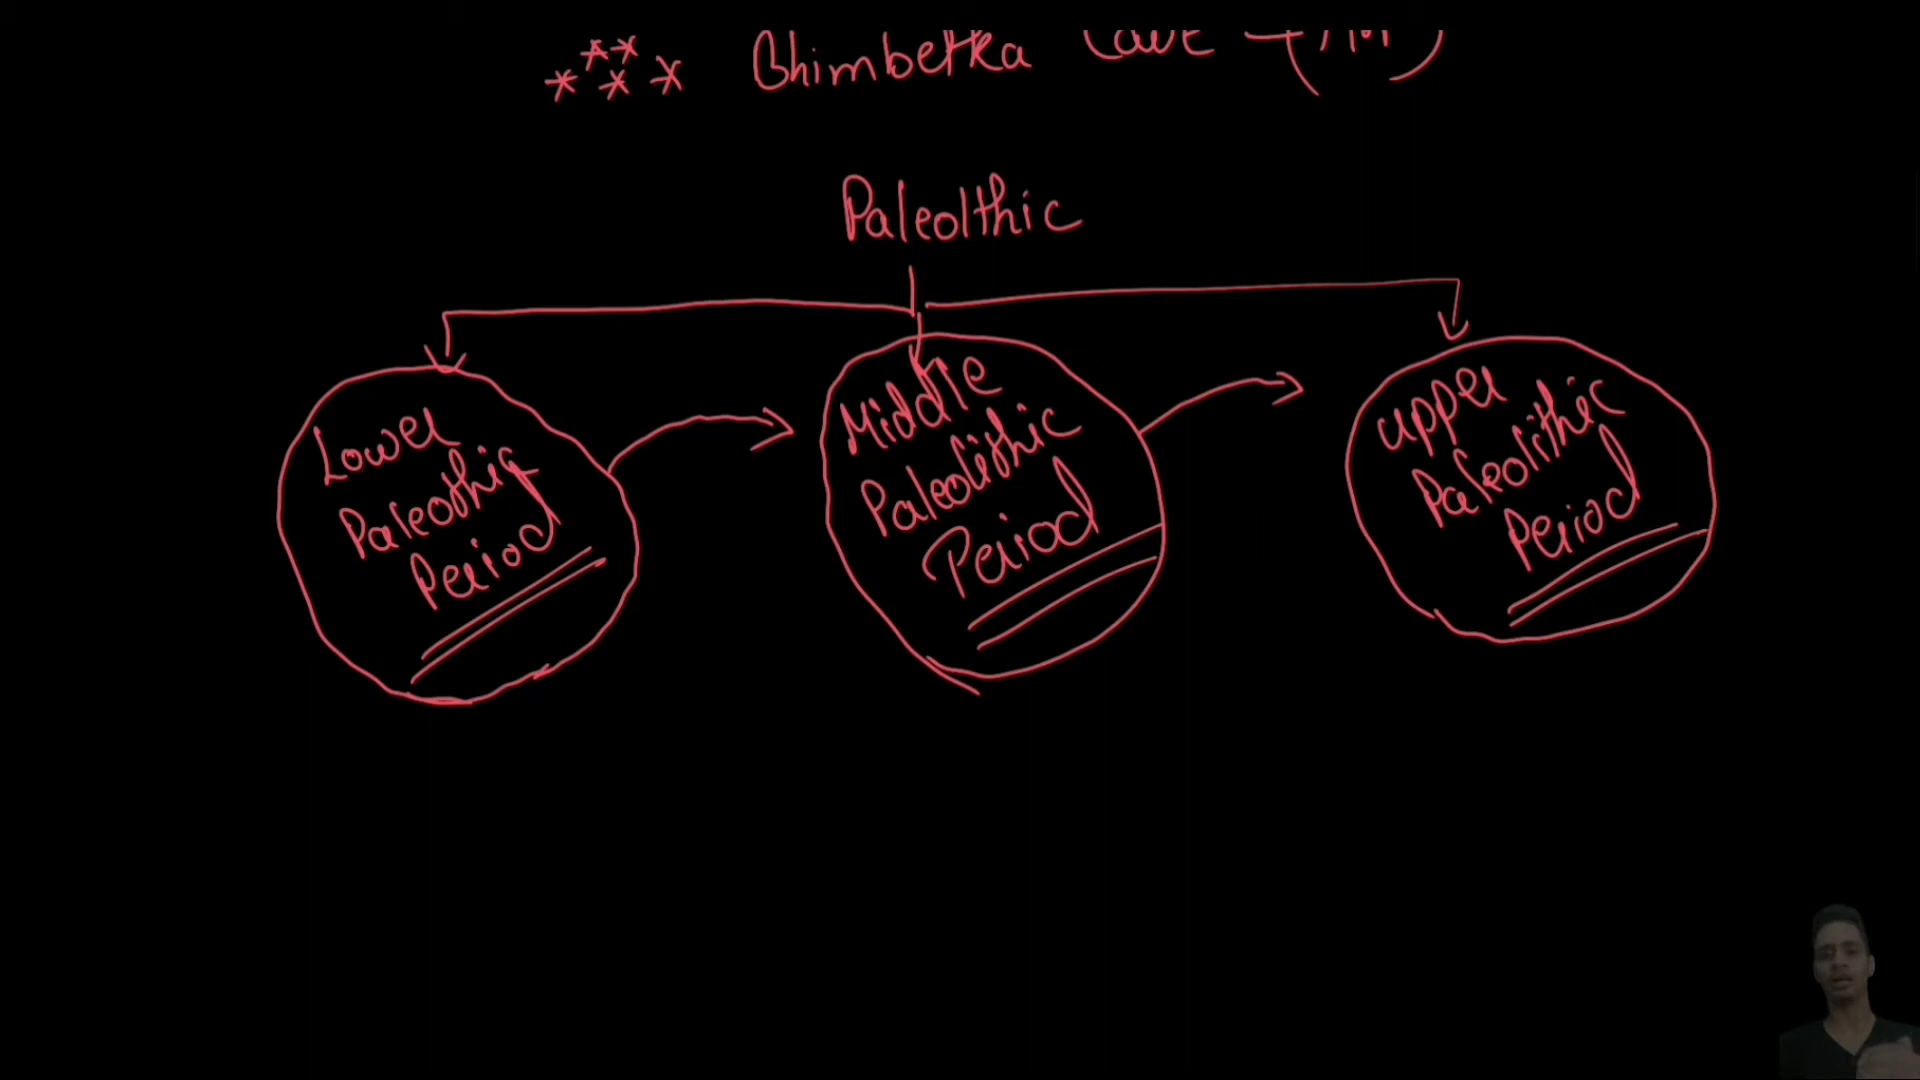 Bhimbetka Cave
Paleolthic
Lower
Paleothic
Period
Middle
Paleolithic
Period
upper
Paleolithic
Period